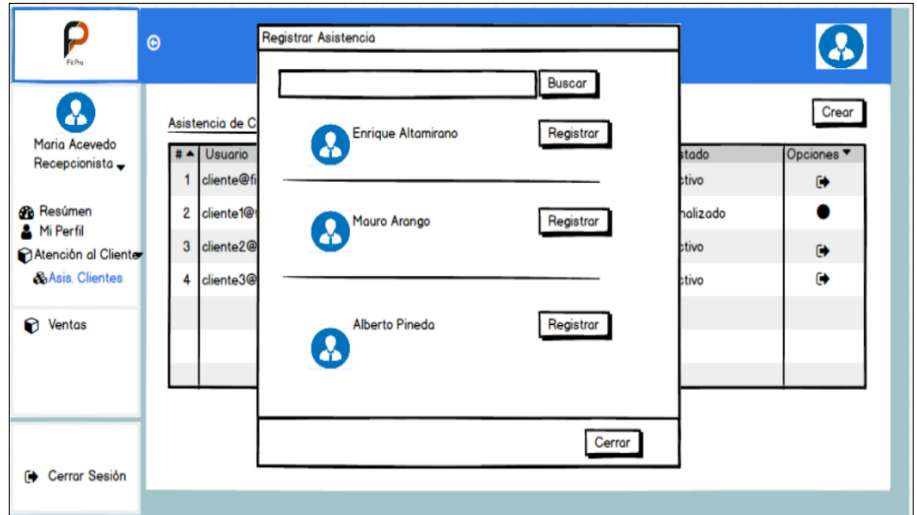 FitPro
Maria Acevedo
Recepcionista
Resúmen
Mi Perfil
Atención al Cliente
Asis. Clientes
Ventas
Cerrar Sesión
Asistencia de C
Crear
# Usuario
stado
Opciones
1 cliente@fi
ctivo
2 cliente1@
nalizado
3 cliente2@
ctivo
4 cliente3@
ctivo
Registrar Asistencia
Buscar
Enrique Altamirano
Registrar
Mauro Arango
Registrar
Alberto Pineda
Registrar
Cerrar